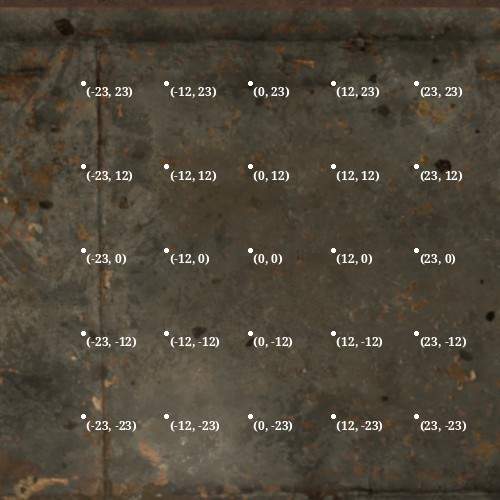 (-23, 23) (-12, 23) (0, 23) (12, 23) (23, 23)
(-23, 12) (-12, 12) (0, 12) (12, 12) (23, 12)
(-23, 0) (-12, 0) (0, 0) (12, 0) (23, 0)
(-23, -12) (-12, -12) (0, -12) (12, -12) (23, -12)
(-23, -23) (-12, -23) (0, -23) (12, -23) (23, -23)